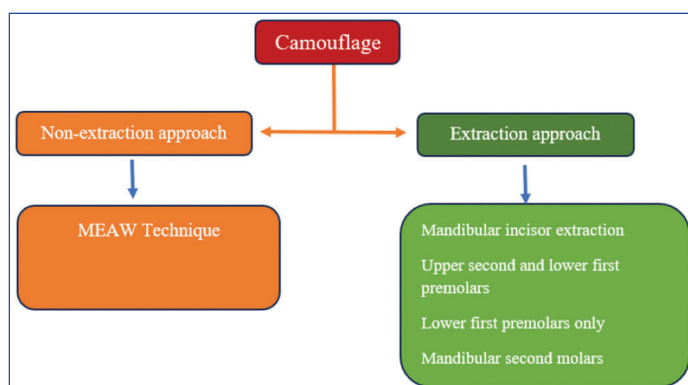 Camouflage
Non-extraction approach
Extraction approach
MEAW Technique
Mandibular incisor extraction
Upper second and lower first
premolars
Lower first premolars only
Mandibular second molars